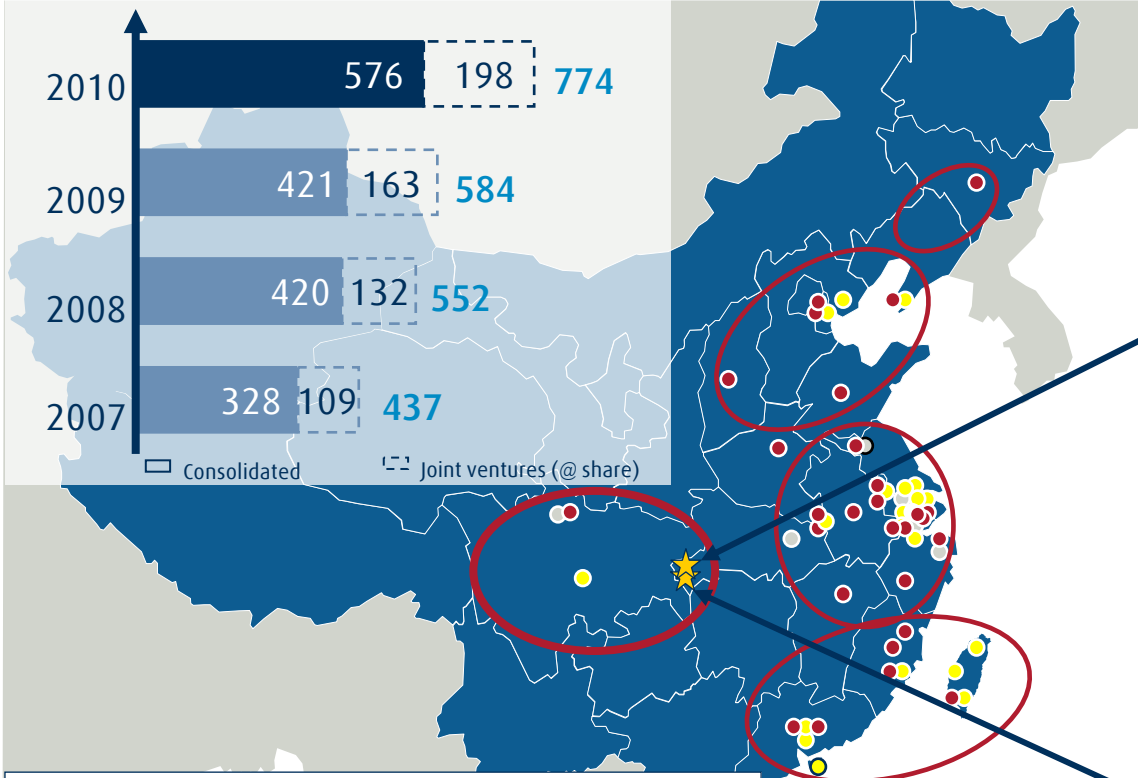 2010 576 198 774
2009 421 163 584
2008 420 132 552
2007 328 109 437
Consolidated Joint ventures (@ share)